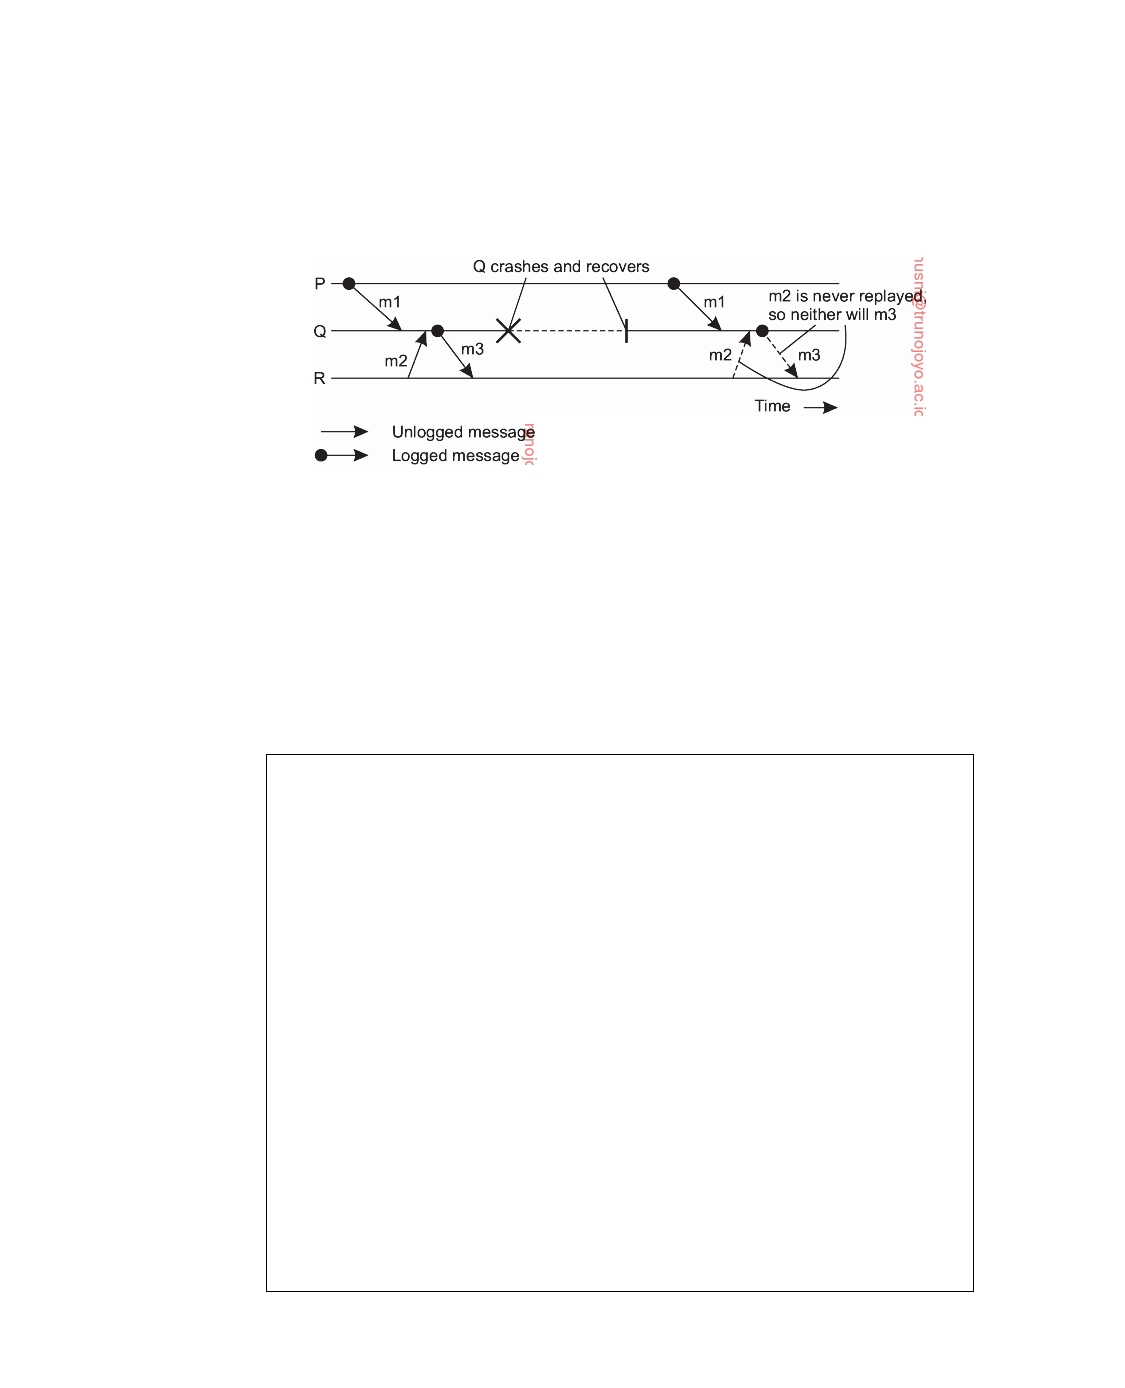 Q crashes and recovers
P
m1
m1
m2 is never replayed,
so neither will m3
Q
m2
m3
m2
m3
R
Time
Unlogged message
Logged message